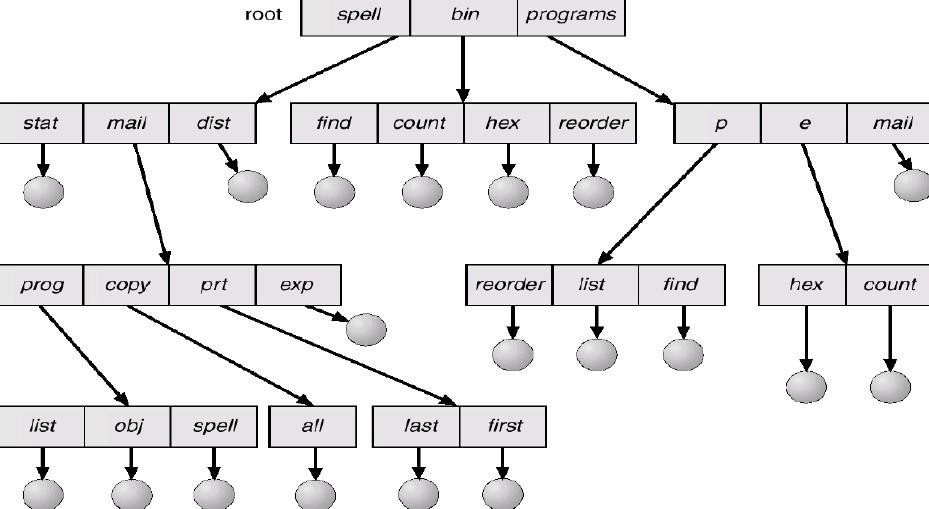 root spell bin programs
stat mail dist find count hex reorder p e mail
prog copy prt exp reorder list find hex count
list obj spell all last first